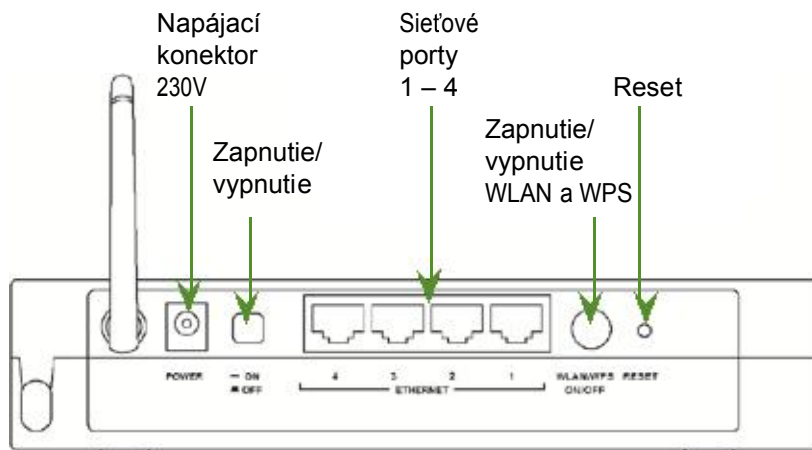 Napájací
konektor
230V
Sieťové
porty
1 – 4
Reset
Zapnutie/
vypnutie
Zapnutie/
vypnutie
WLAN a WPS
POWER
ON
OFF
4 3 2 1
ETHERNET
WLAN/WPS
ON/OFF
RESET